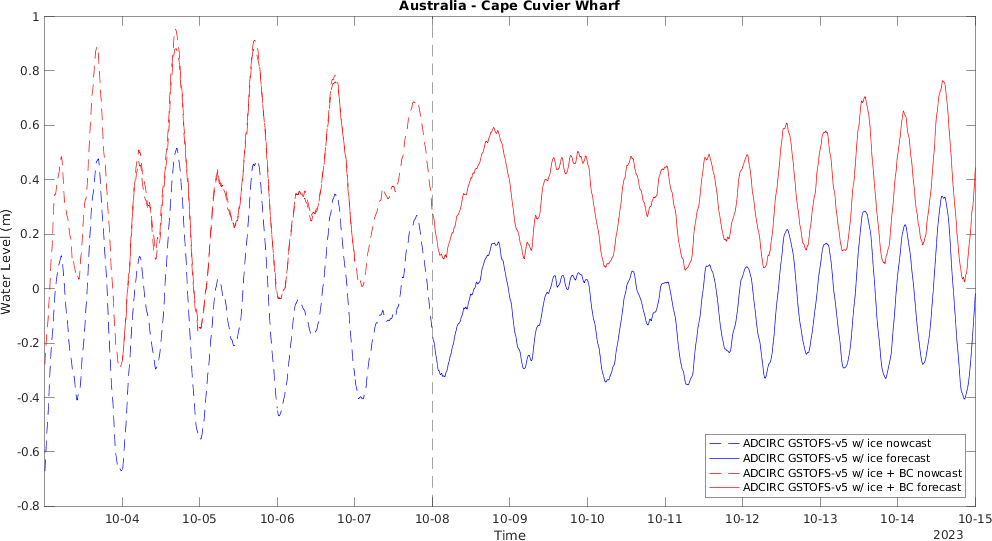 Australia - Cape Cuvier Wharf
1
0.8
0.6
0.4
0.2
0
-0.2
-0.4
-0.6
-0.8
Water Level (m)
10-04 10-05 10-06 10-07 10-08 10-09 10-10 10-11 10-12 10-13 10-14 10-15
Time
2023
ADCIRC GSTOFS-v5 w/ ice nowcast
ADCIRC GSTOFS-v5 w/ ice forecast
ADCIRC GSTOFS-v5 w/ ice + BC nowcast
ADCIRC GSTOFS-v5 w/ ice + BC forecast